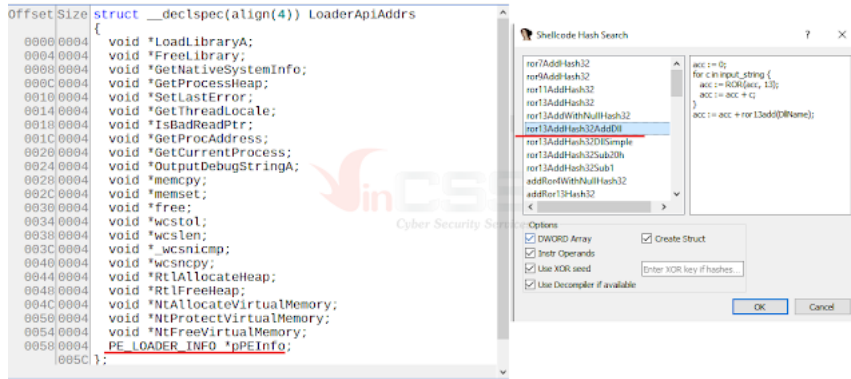 Offset Size struct __declspec(align(4)) LoaderApiAddrs
{
0000 0004 void *LoadLibraryA;
0004 0004 void *FreeLibrary;
0008 0004 void *GetNativeSystemInfo;
000C 0004 void *GetProcessHeap;
0010 0004 void *SetLastError;
0014 0004 void *GetThreadLocale;
0018 0004 void *IsBadReadPtr;
001C 0004 void *GetProcAddress;
0020 0004 void *GetCurrentProcess;
0024 0004 void *OutputDebugStringA;
0028 0004 void *memcpy;
002C 0004 void *memset;
0030 0004 void *free;
0034 0004 void *wcstol;
0038 0004 void *wcslen;
003C 0004 void *_wcsnicmp;
0040 0004 void *wcsncpy;
0044 0004 void *RtlAllocateHeap;
0048 0004 void *RtlFreeHeap;
004C 0004 void *NtAllocateVirtualMemory;
0050 0004 void *NtProtectVirtualMemory;
0054 0004 void *NtFreeVirtualMemory;
0058 0004 PE_LOADER_INFO *pPEInfo;
005C };
VinCSS
Cyber Security Services
Shellcode Hash Search
ror7AddHash32
ror9AddHash32
ror11AddHash32
ror13AddHash32
ror13AddWithNullHash32
ror13AddHash32AddDll
ror13AddHash32DllSimple
ror13AddHash32Sub20h
ror13AddHash32Sub1
addRor4WithNullHash32
addRor13Hash32
acc := 0;
for c in input_string {
acc := ROR(acc, 13);
acc := acc + c;
}
acc := acc + ror13add(DllName);
Options
DWORD Array
Create Struct
Instr Operands
Use XOR seed
Enter XOR key if hashes...
Use Decompiler if available
OK
Cancel